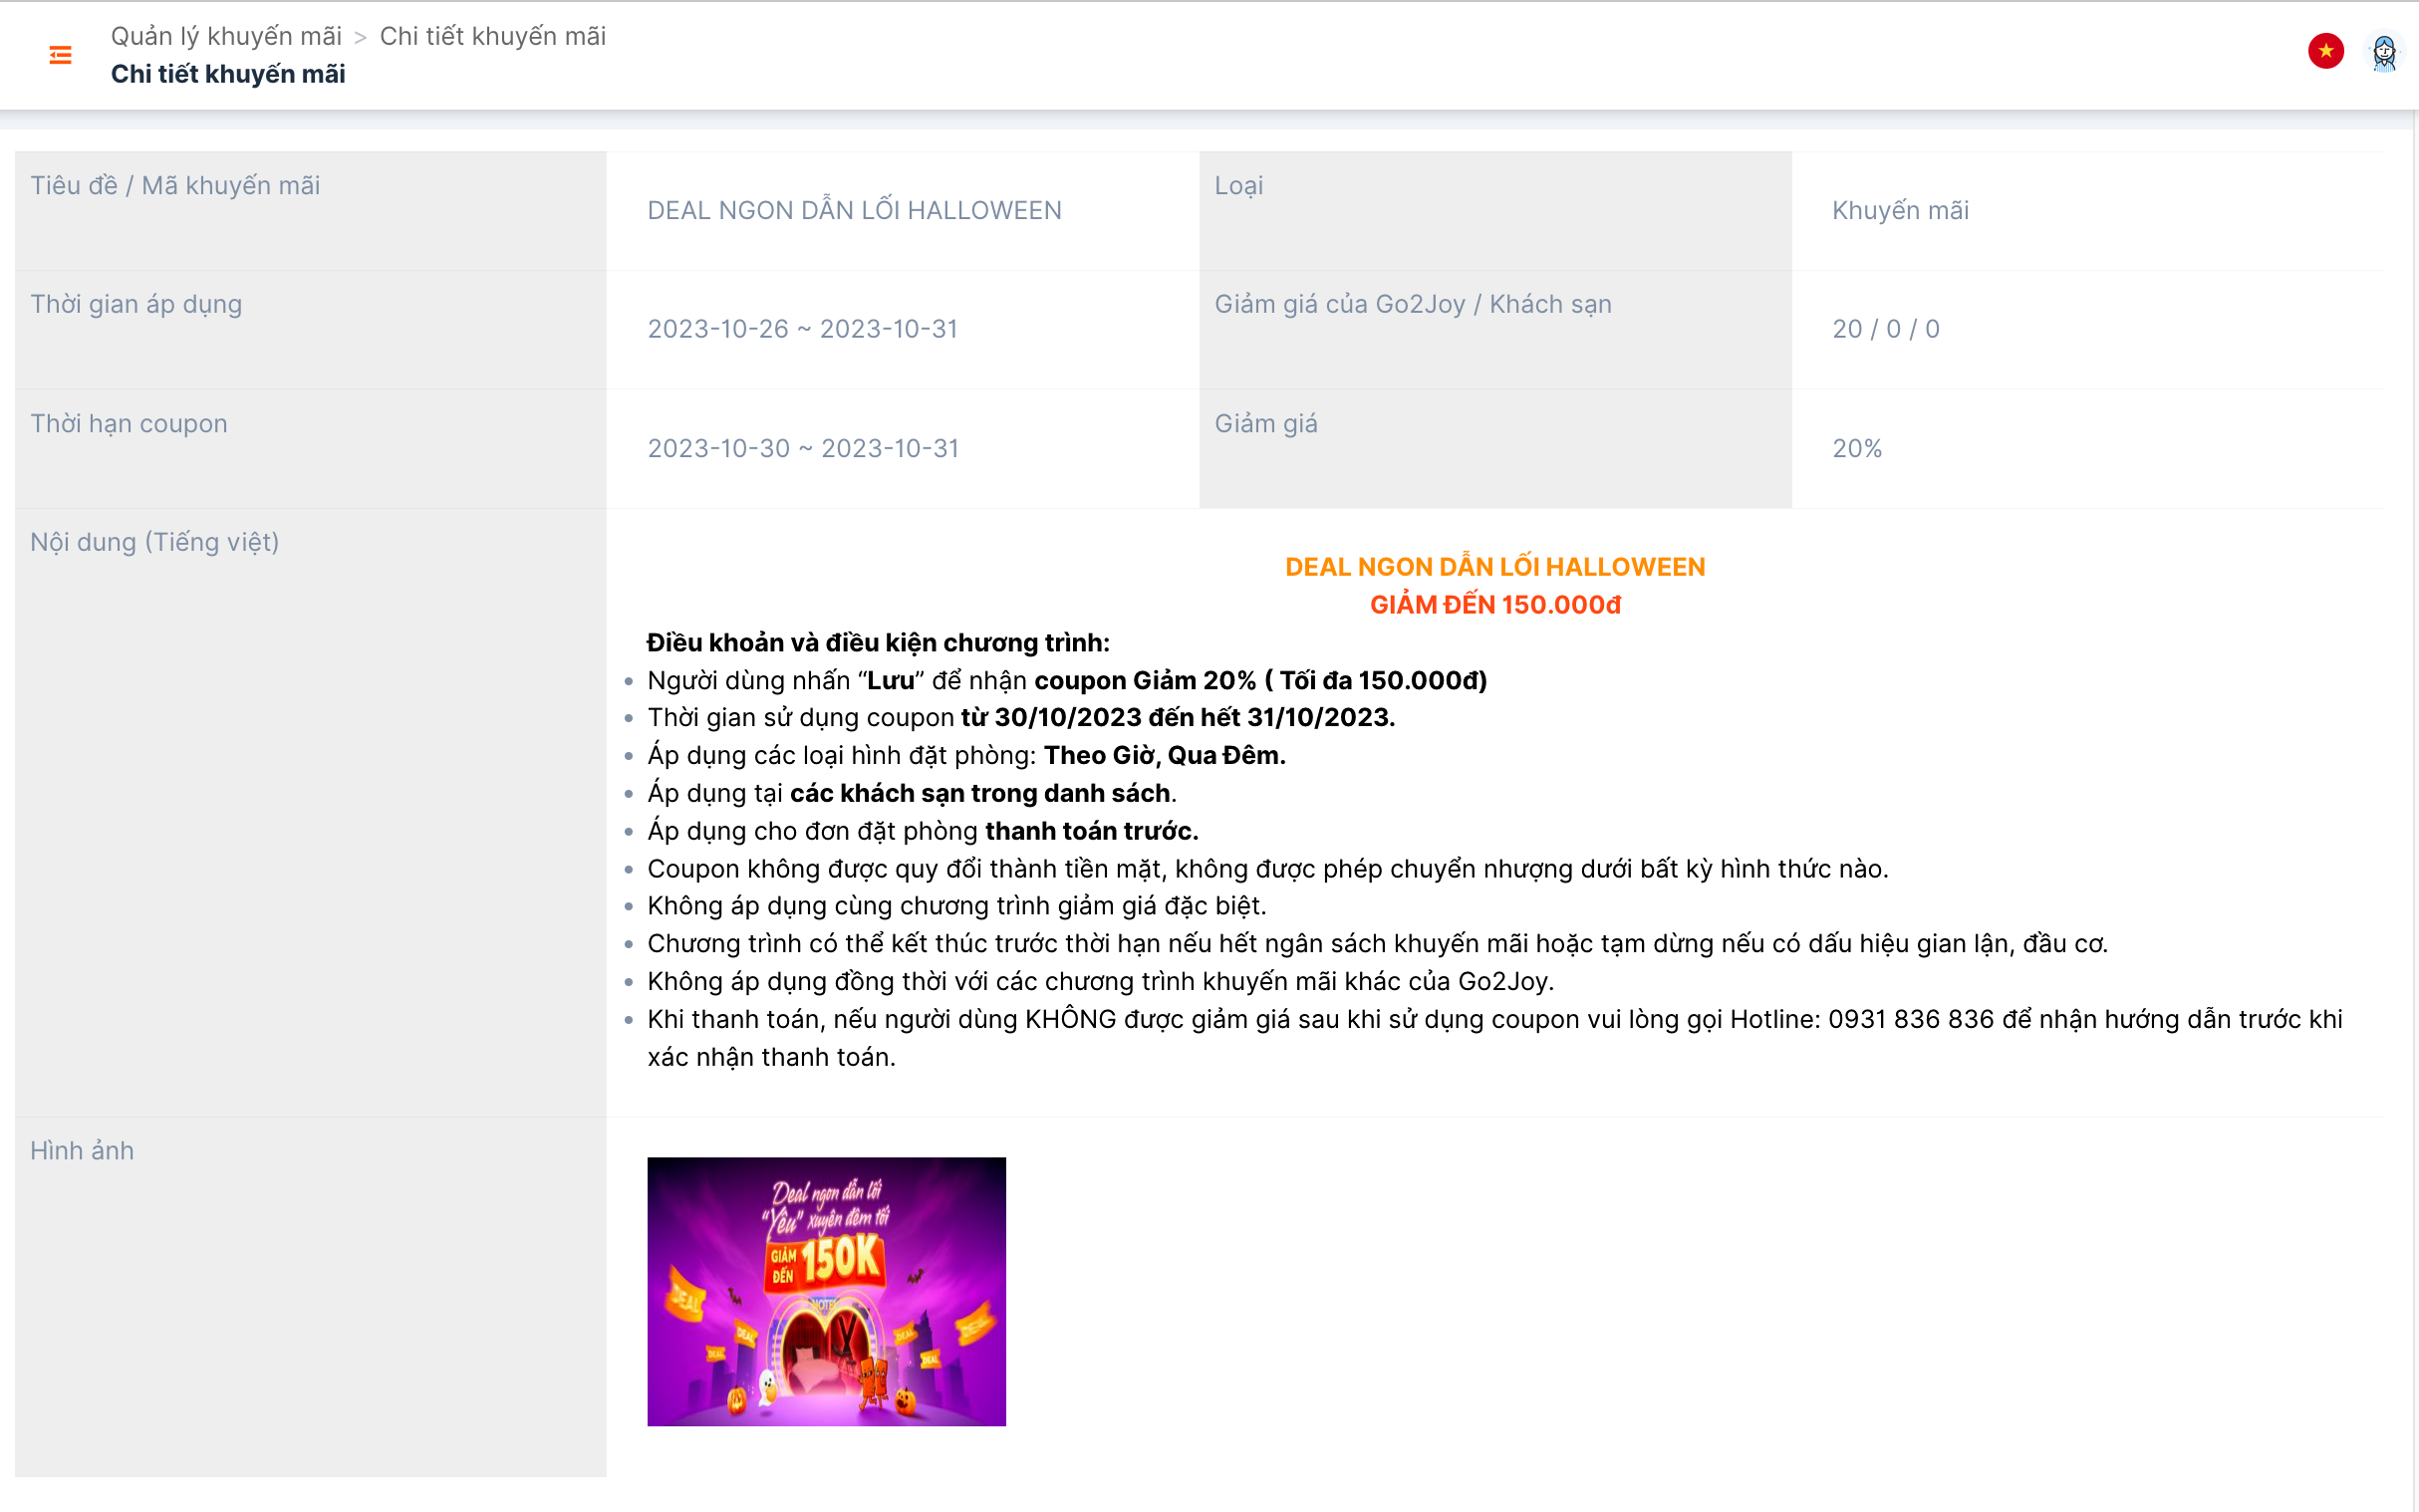 Quản lý khuyến mãi > Chi tiết khuyến mãi
Chi tiết khuyến mãi
Tiêu đề / Mã khuyến mãi
DEAL NGON DẪN LỐI HALLOWEEN
Loại
Khuyến mãi
Thời gian áp dụng
2023-10-26 ~ 2023-10-31
Giảm giá của Go2Joy / Khách sạn
20 / 0 / 0
Thời hạn coupon
2023-10-30 ~ 2023-10-31
Giảm giá
20%
Nội dung (Tiếng việt)
DEAL NGON DẪN LỐI HALLOWEEN
GIẢM ĐẾN 150.000đ
Điều khoản và điều kiện chương trình:
Người dùng nhấn “Lưu” để nhận coupon Giảm 20% ( Tối đa 150.000đ)
Thời gian sử dụng coupon từ 30/10/2023 đến hết 31/10/2023.
Áp dụng các loại hình đặt phòng: Theo Giờ, Qua Đêm.
Áp dụng tại các khách sạn trong danh sách.
Áp dụng cho đơn đặt phòng thanh toán trước.
Coupon không được quy đổi thành tiền mặt, không được phép chuyển nhượng dưới bất kỳ hình thức nào.
Không áp dụng cùng chương trình giảm giá đặc biệt.
Chương trình có thể kết thúc trước thời hạn nếu hết ngân sách khuyến mãi hoặc tạm dừng nếu có dấu hiệu gian lận, đầu cơ.
Không áp dụng đồng thời với các chương trình khuyến mãi khác của Go2Joy.
Khi thanh toán, nếu người dùng KHÔNG được giảm giá sau khi sử dụng coupon vui lòng gọi Hotline: 0931 836 836 để nhận hướng dẫn trước khi
xác nhận thanh toán.
Hình ảnh
Deal ngon dẫn lối
“Yêu” xuyên đêm tối
GIẢM
ĐẾN 150K
HOTEL
DEAL
DEAL
DEAL
DEAL
DEAL
DEAL